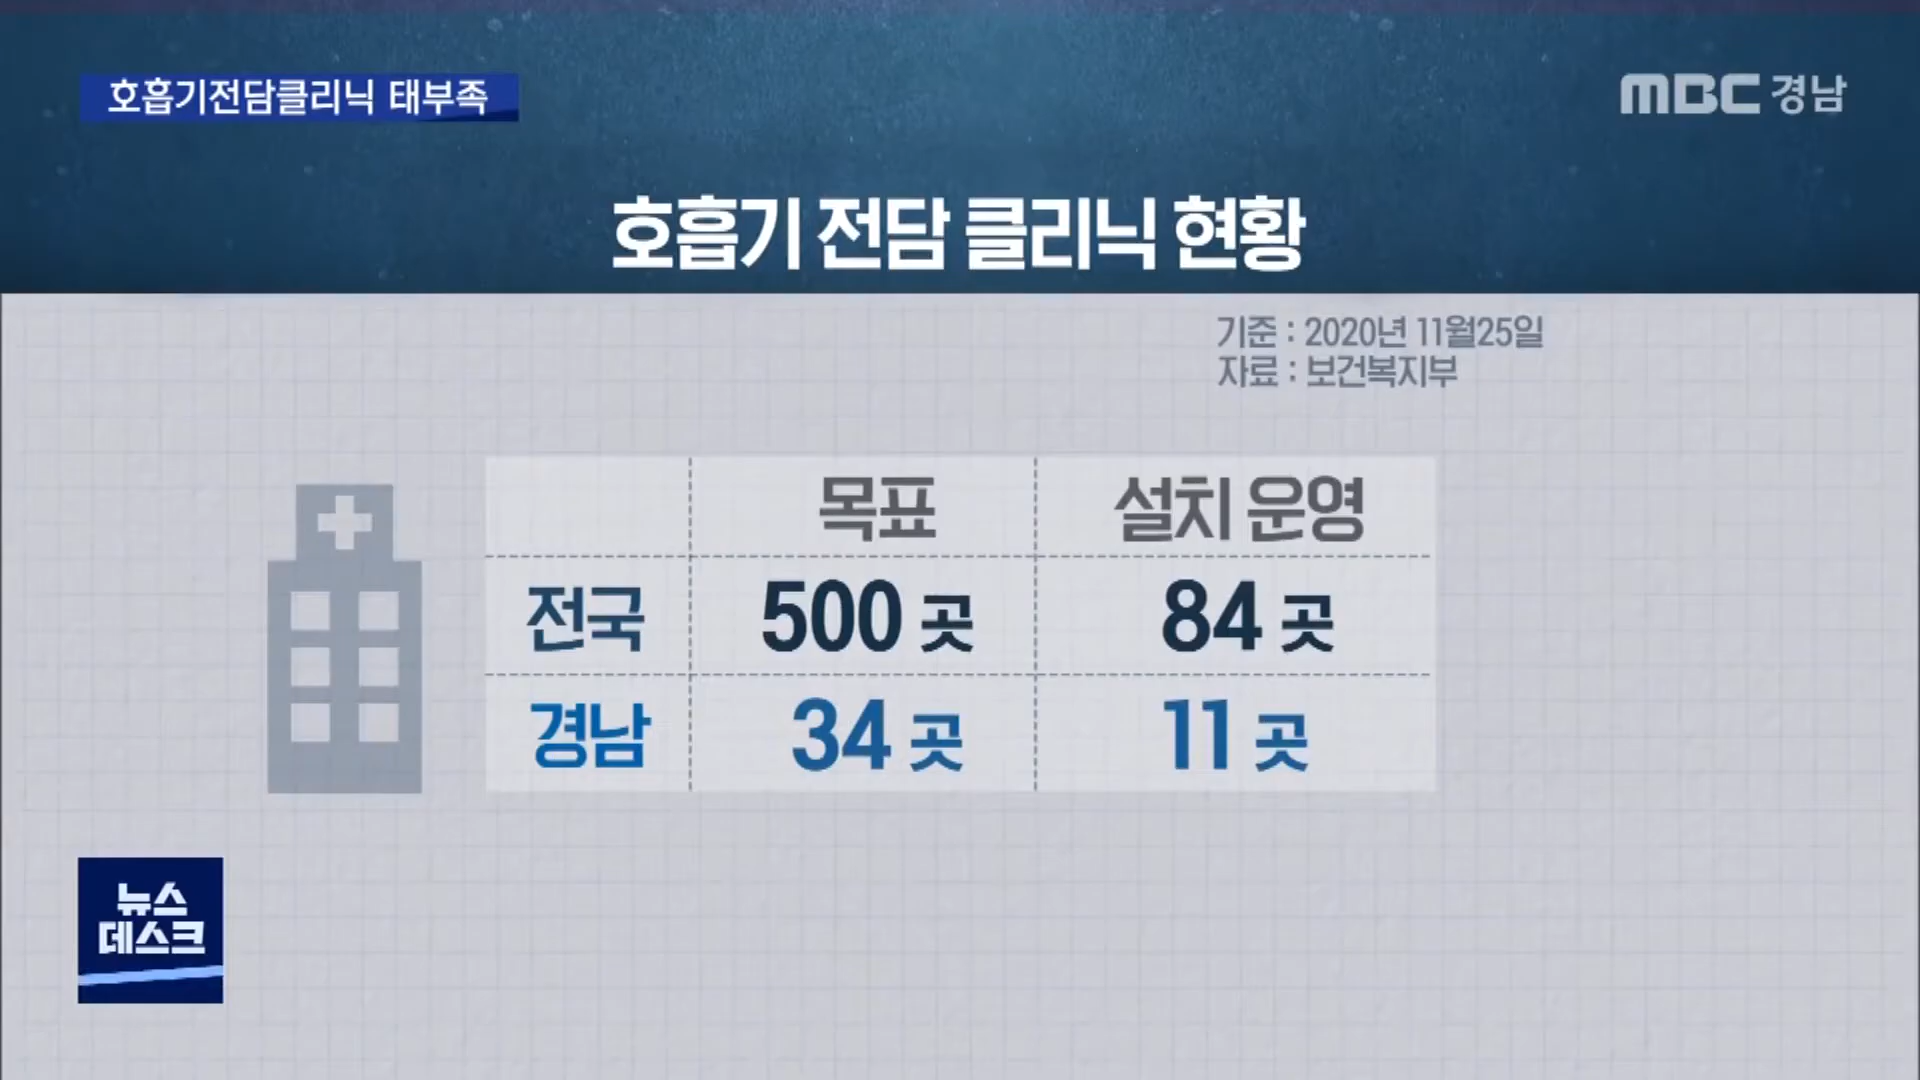 호흡기전담클리닉 태부족
MBC 경남
호흡기 전담 클리닉 현황
기준 : 2020년 11월25일
자료 : 보건복지부
목표 설치 운영
전국 500 곳 84 곳
경남 34 곳 11 곳
뉴스
데스크